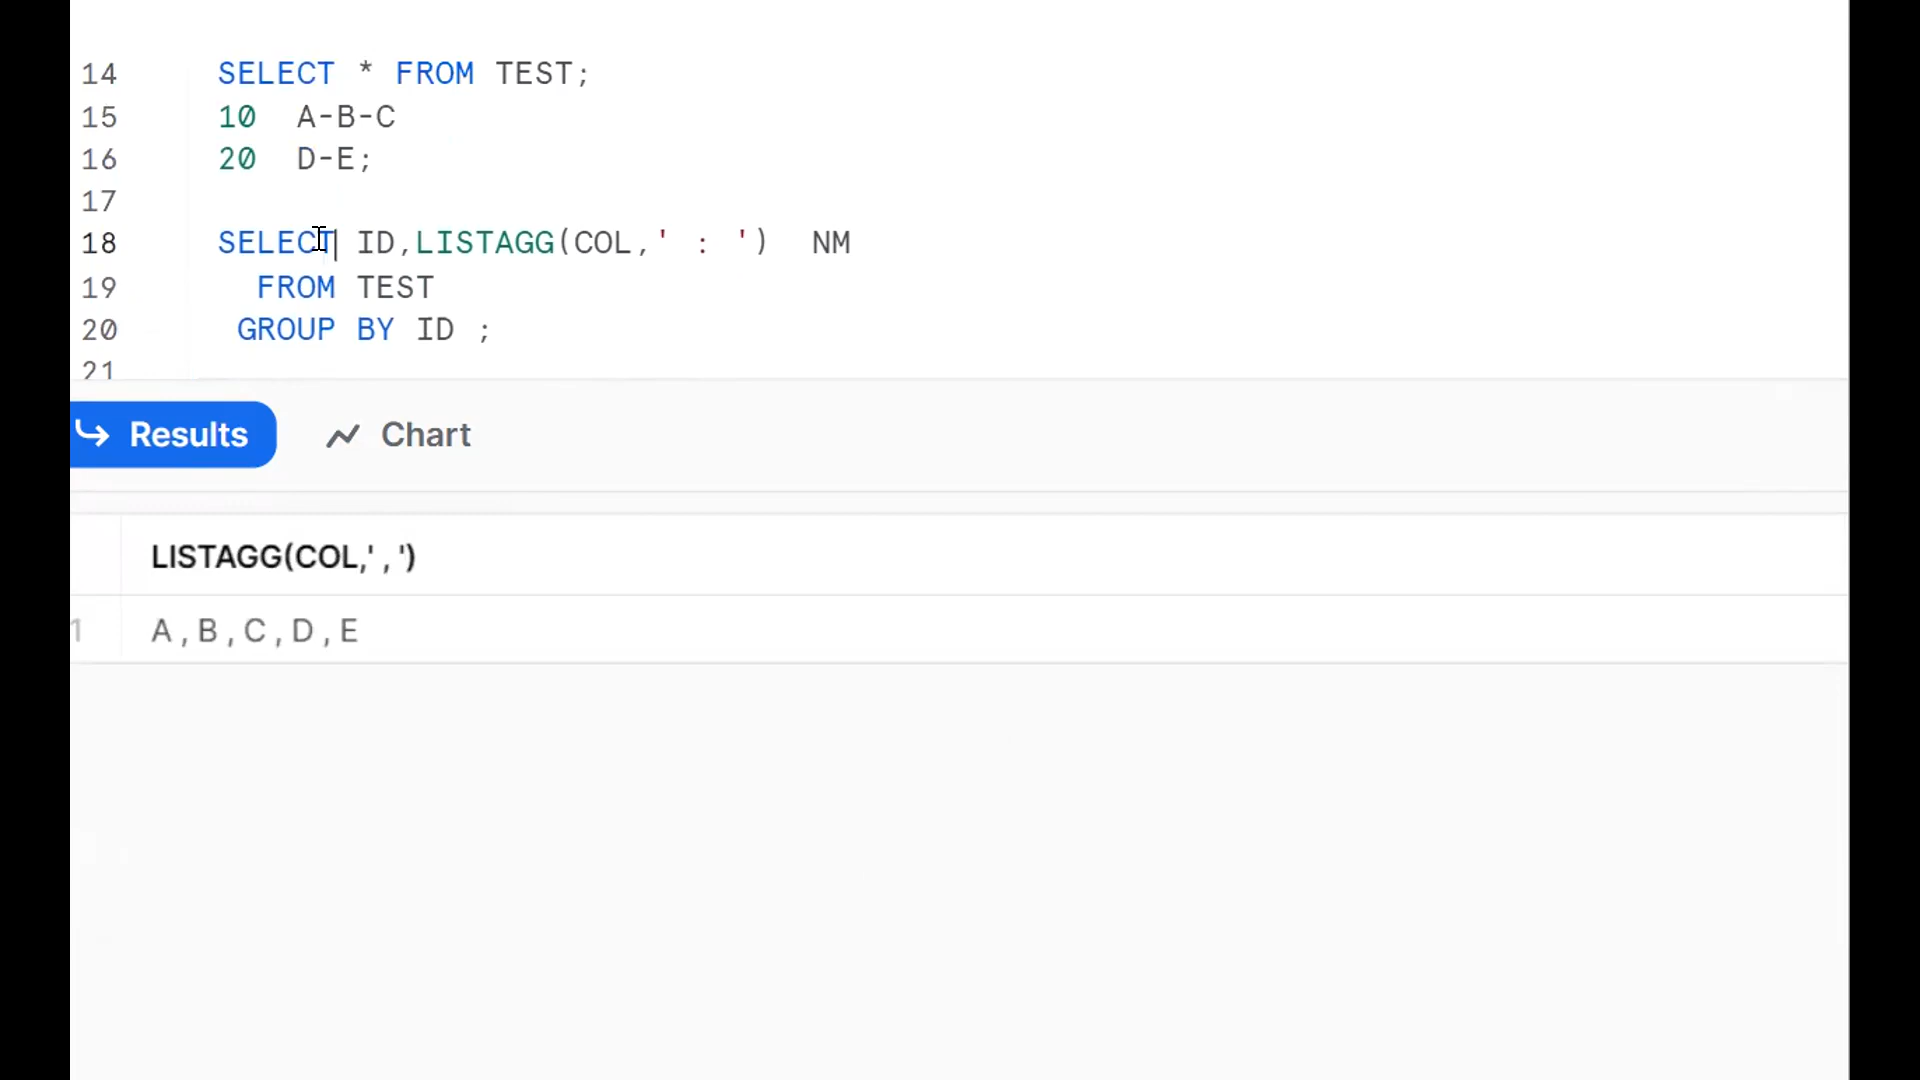 14 SELECT * FROM TEST;
15 10 A-B-C
16 20 D-E;
17
18 SELECT ID,LISTAGG(COL,' : ') NM
19 FROM TEST
20 GROUP BY ID ;
21
Results Chart
LISTAGG(COL,' , ')
1 A , B , C , D , E